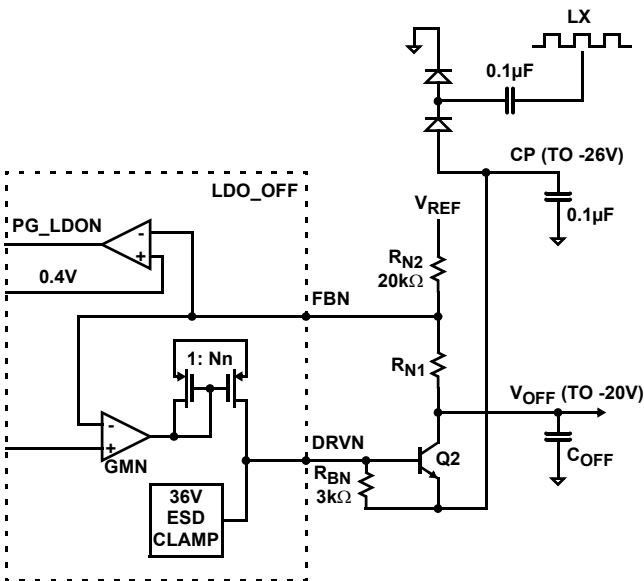 LX
0.1µF
CP (TO -26V)
0.1µF
LDO_OFF
PG_LDON
-
+
0.4V
VREF
RN2
20kΩ
FBN
1: Nn
RN1
VOFF (TO -20V)
-
+
GMN
DRVN
Q2
COFF
RBN
3kΩ
36V
ESD
CLAMP